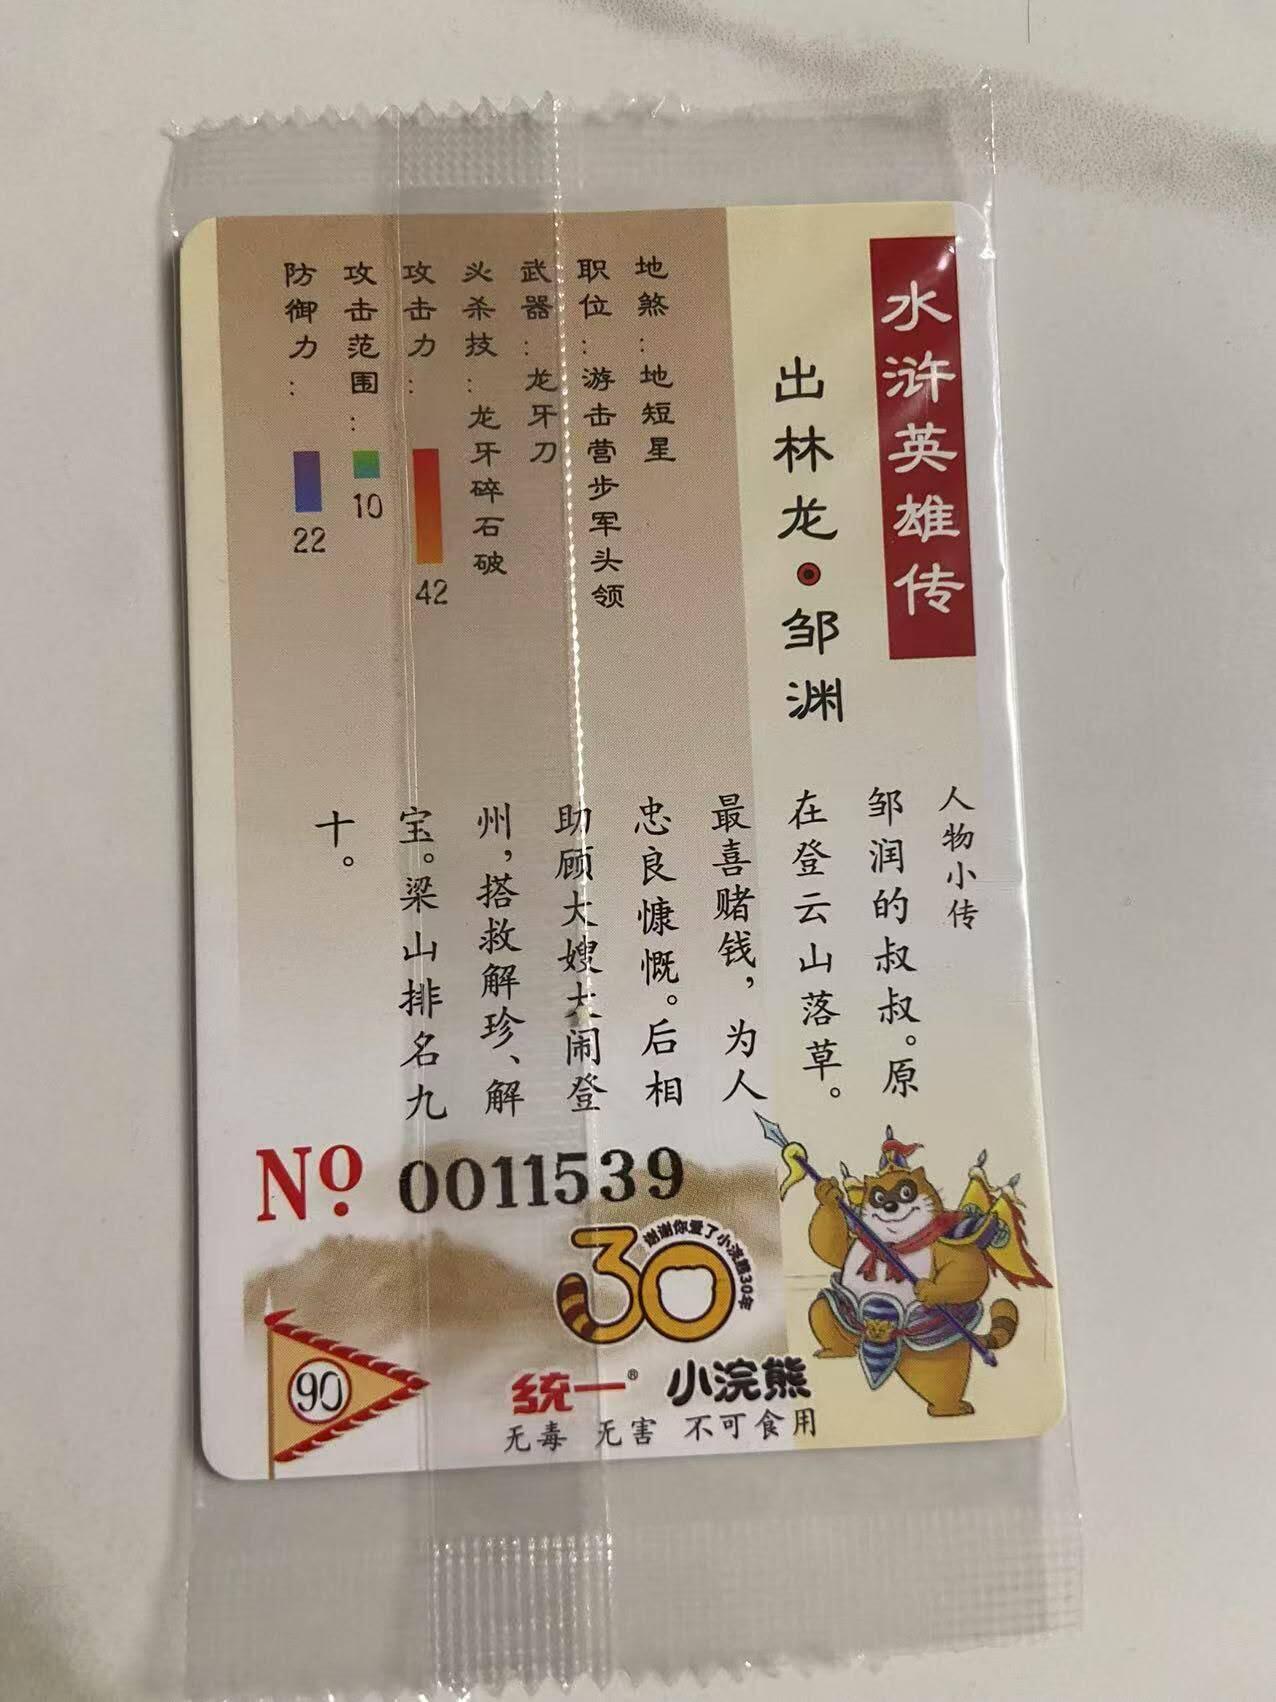 水浒英雄传
出林龙·邹渊
地煞：地短星
职位：游击营步军头领
武器：龙牙刀
必杀技：龙牙碎石破
攻击力：42
攻击范围：10
防御力：22
人物小传
邹润的叔叔。原
在登云山落草。
最喜赌钱，为人
忠良慷慨。后相
助顾大嫂大闹登
州，搭救解珍、解
宝。梁山排名九
十。
№ 0011539
30
谢谢你爱了小浣熊30年
90
统一® 小浣熊
无毒 无害 不可食用